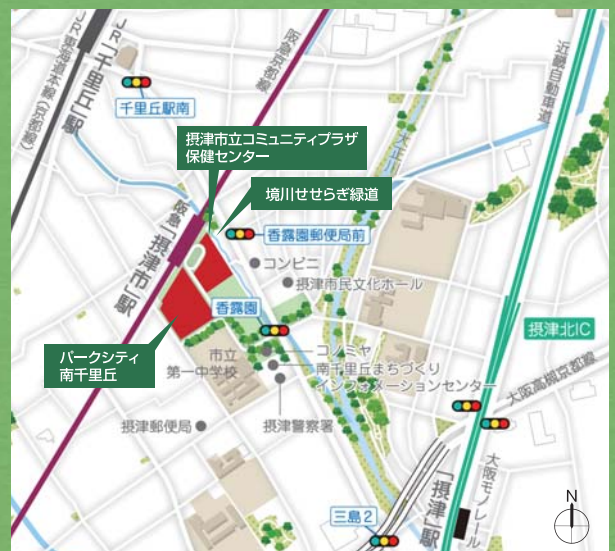 JR「千里丘」駅
JR東海道本線(京都線)
阪急京都線
近畿自動車道
千里丘駅南
大正川
摂津市立コミュニティプラザ
保健センター
境川せせらぎ緑道
阪急「摂津市」駅
香露園郵便局前
コンビニ
摂津市民文化ホール
香露園
摂津北IC
パークシティ
南千里丘
市立
第一中学校
コノミヤ
南千里丘まちづくり
インフォメーションセンター
大阪高槻京都線
摂津郵便局
摂津警察署
「摂津」駅
大阪モノレール
三島2
N